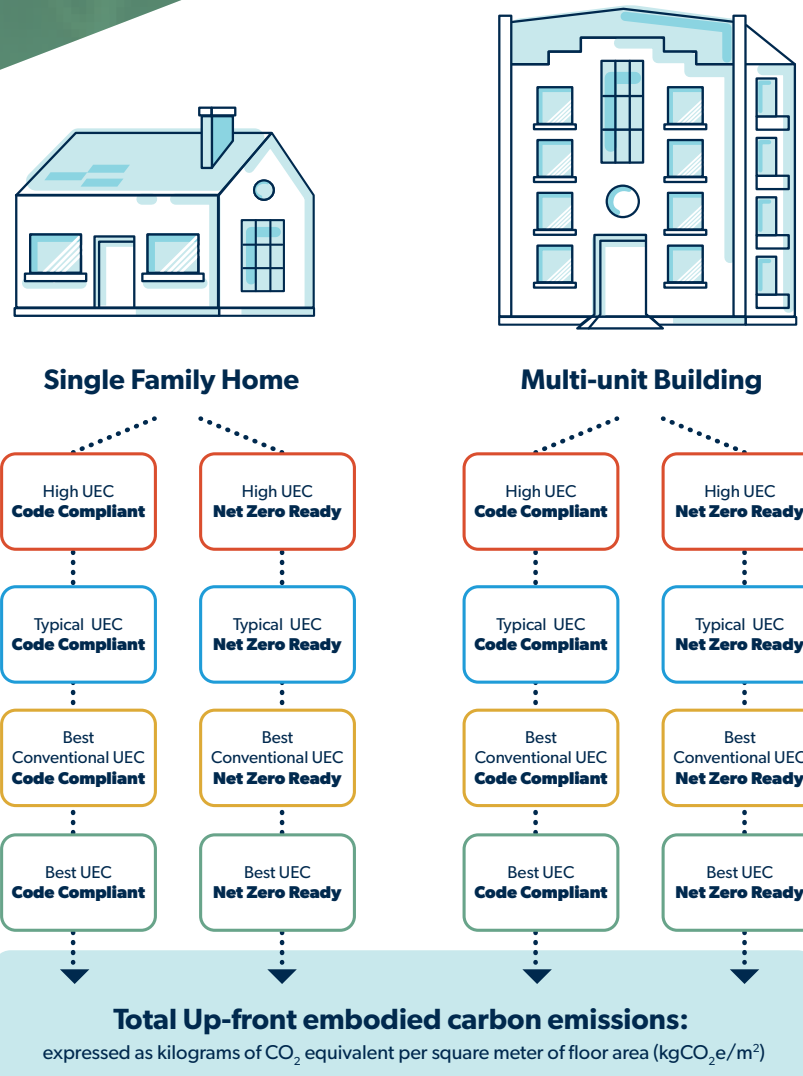 Single Family Home
Multi-unit Building
High UEC
Code Compliant
High UEC
Net Zero Ready
High UEC
Code Compliant
High UEC
Net Zero Ready
Typical UEC
Code Compliant
Typical UEC
Net Zero Ready
Typical UEC
Code Compliant
Typical UEC
Net Zero Ready
Best
Conventional UEC
Code Compliant
Best
Conventional UEC
Net Zero Ready
Best
Conventional UEC
Code Compliant
Best
Conventional UEC
Net Zero Ready
Best UEC
Code Compliant
Best UEC
Net Zero Ready
Best UEC
Code Compliant
Best UEC
Net Zero Ready
Total Up-front embodied carbon emissions:
expressed as kilograms of CO₂ equivalent per square meter of floor area (kgCO₂e/m²)